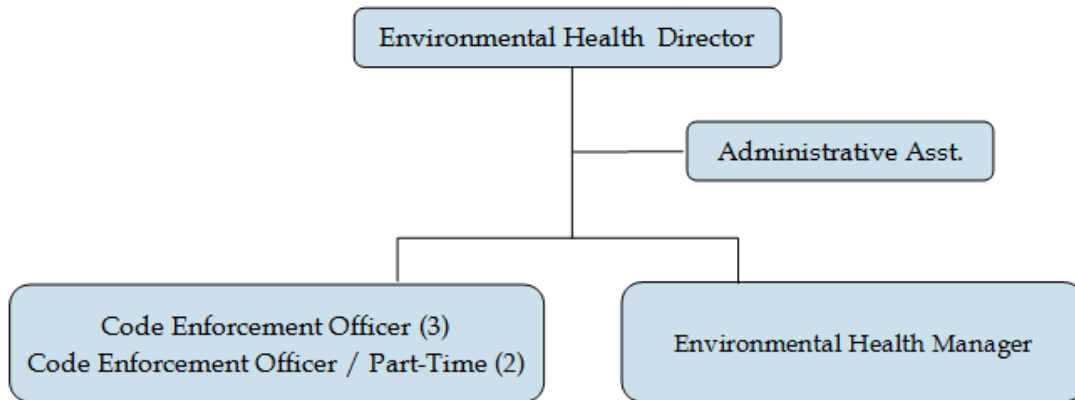 Environmental Health Director
Administrative Asst.
Code Enforcement Officer (3)
Code Enforcement Officer / Part-Time (2)
Environmental Health Manager